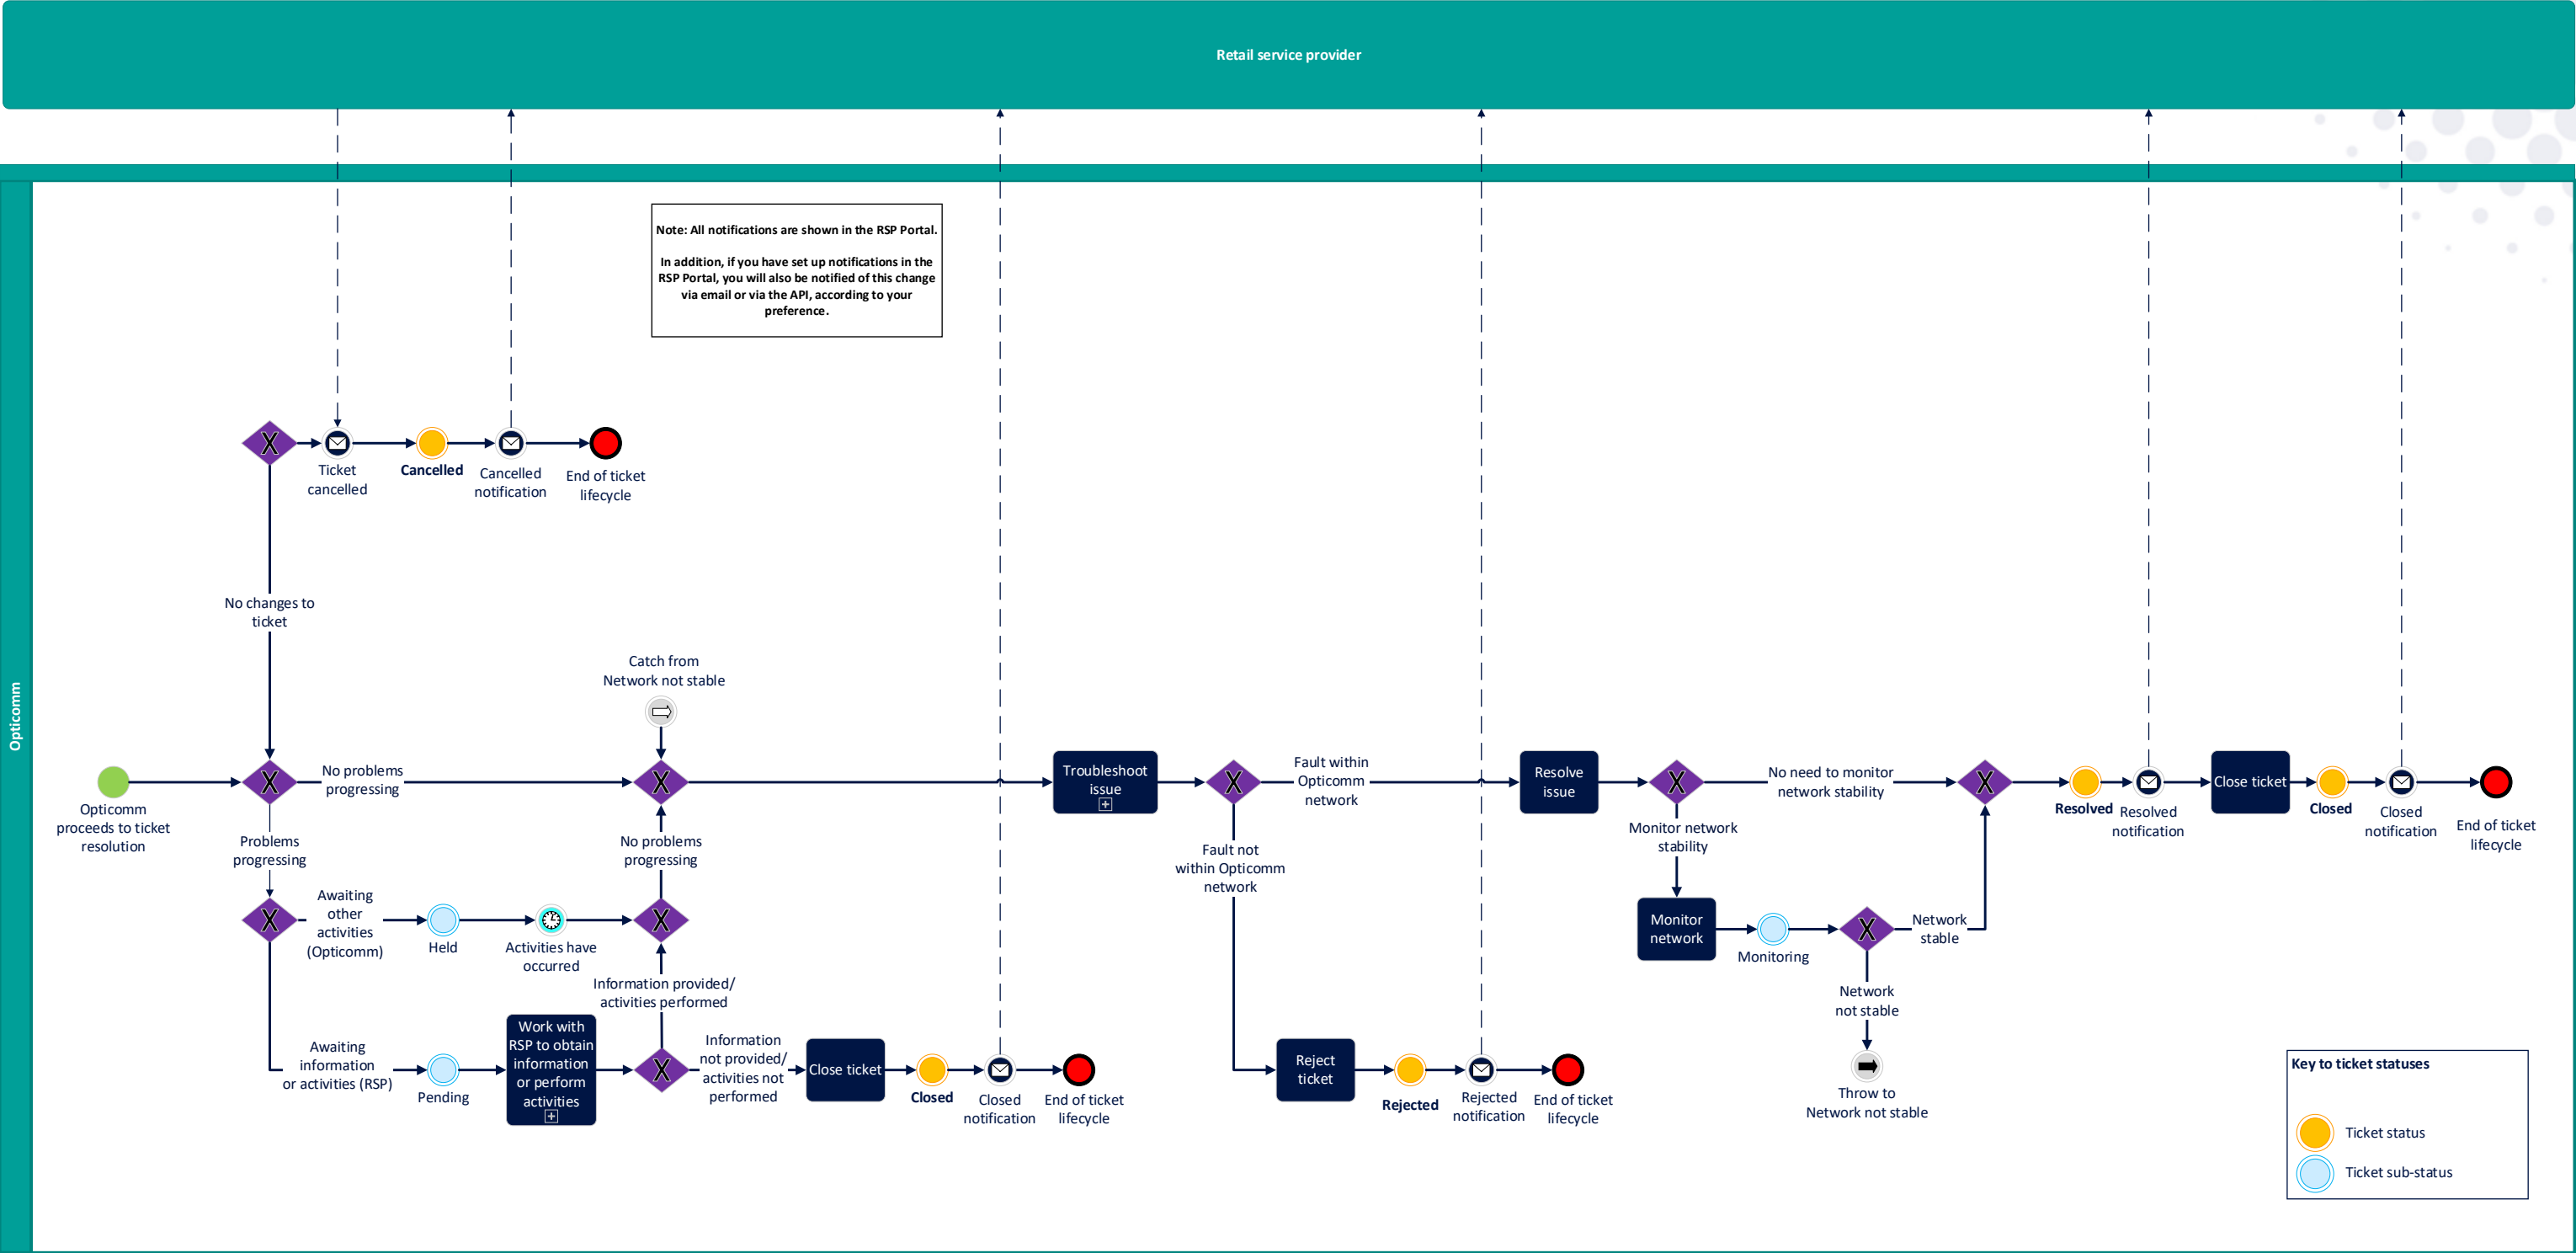 Retail service provider
Opticomm
Note: All notifications are shown in the RSP Portal.
In addition, if you have set up notifications in the
RSP Portal, you will also be notified of this change
via email or via the API, according to your
preference.
X
Ticket
cancelled
Cancelled
Cancelled
notification
End of ticket
lifecycle
No changes to
ticket
Catch from
Network not stable
Opticomm
proceeds to ticket
resolution
X
No problems
progressing
X
Troubleshoot
issue
X
Fault within
Opticomm
network
Resolve
issue
X
No need to monitor
network stability
X
Resolved
Resolved
notification
Close ticket
Closed
Closed
notification
End of ticket
lifecycle
Problems
progressing
No problems
progressing
Fault not
within Opticomm
network
Monitor network
stability
X
Awaiting
other
activities
(Opticomm)
Held
Activities have
occurred
X
Monitor
network
Monitoring
X
Network
stable
Information provided/
activities performed
Network
not stable
Awaiting
information
or activities (RSP)
Pending
Work with
RSP to obtain
information
or perform
activities
X
Information
not provided/
activities not
performed
Close ticket
Closed
Closed
notification
End of ticket
lifecycle
Reject
ticket
Rejected
Rejected
notification
End of ticket
lifecycle
Throw to
Network not stable
Key to ticket statuses
Ticket status
Ticket sub-status